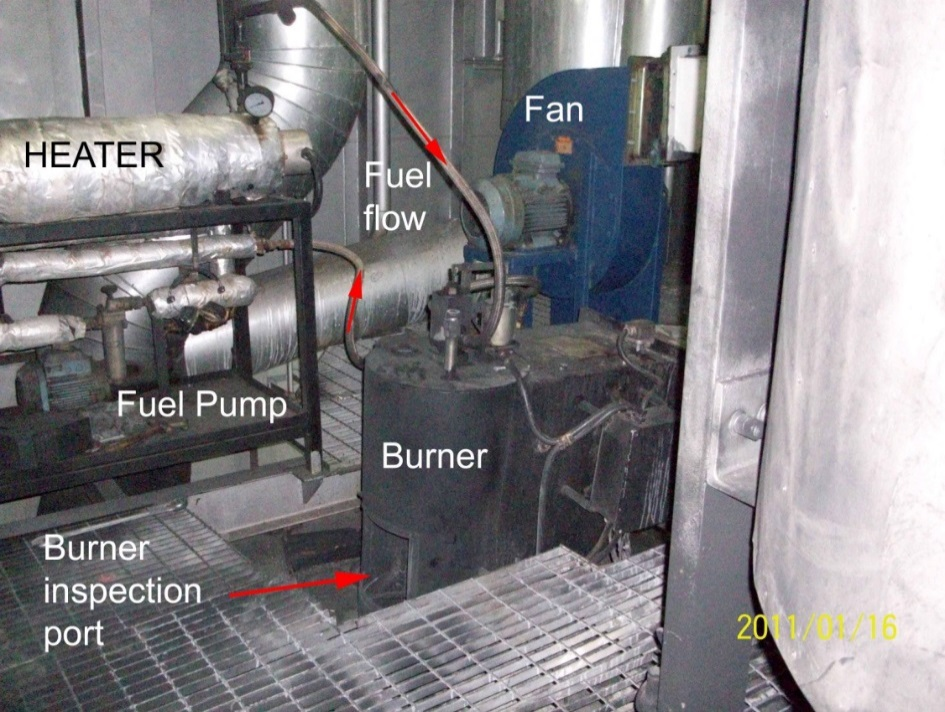 Fan
HEATER
Fuel
flow
Fuel Pump
Burner
Burner
inspection
port
2011/01/16